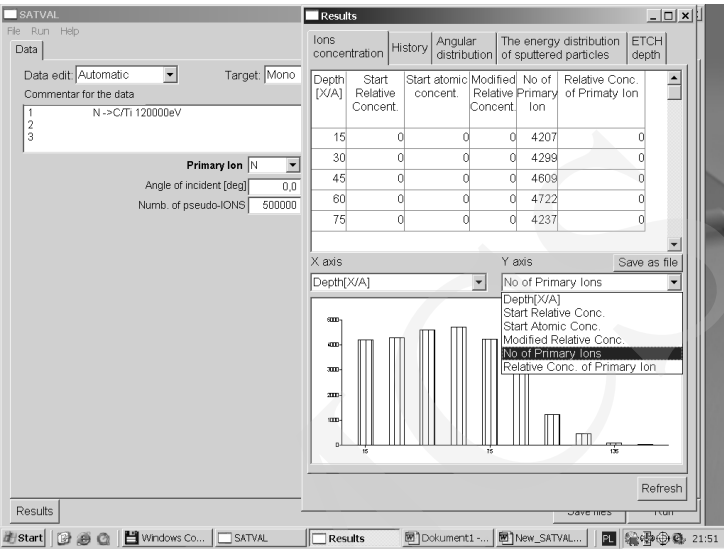 SATVAL
File Run Help
Data
Data edit: Automatic Target: Mono
Commentar for the data
1 N ->C/Ti 120000eV
2
3
Primary Ion N
Angle of incident [deg] 0,0
Numb. of pseudo-IONS 500000
Results
Results
Ions concentration
History
Angular distribution
The energy distribution of sputtered particles
ETCH depth
Depth [X/A] Start Relative Concent. Start atomic concent. Modified Relative Concent. No of Primary Ion Relative Conc. of Primaty Ion
15 0 0 0 4207 0
30 0 0 0 4299 0
45 0 0 0 4609 0
60 0 0 0 4722 0
75 0 0 0 4237 0
X axis Y axis Save as file
Depth[X/A] No of Primary Ions
Depth[X/A]
Start Relative Conc.
Start Atomic Conc.
Modified Relative Conc.
No of Primary Ions
Relative Conc. of Primary Ion
15 75 135
Refresh
Save files Run
Start Windows Co... SATVAL Results Dokument1 -... New_SATVAL... PL 21:51